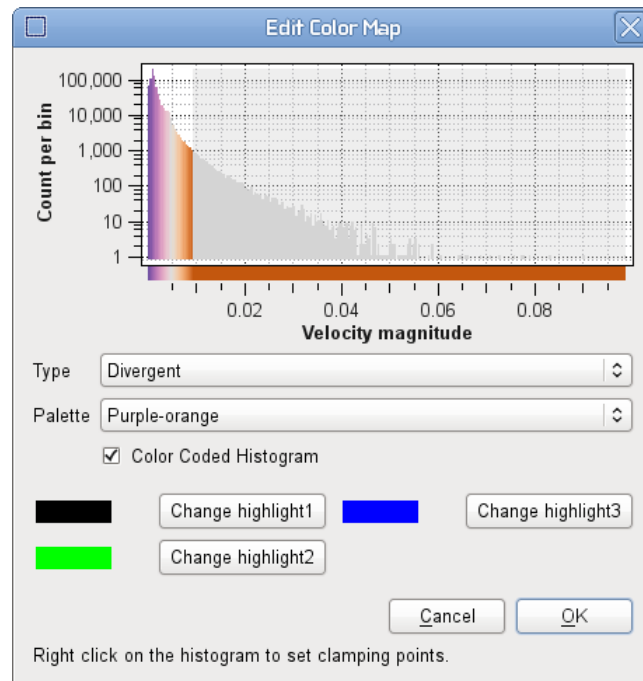 Edit Color Map
100,000
10,000
1,000
100
10
1
Count per bin
0.02 0.04 0.06 0.08
Velocity magnitude
Type Divergent
Palette Purple-orange
Color Coded Histogram
Change highlight1 Change highlight3
Change highlight2
Cancel OK
Right click on the histogram to set clamping points.